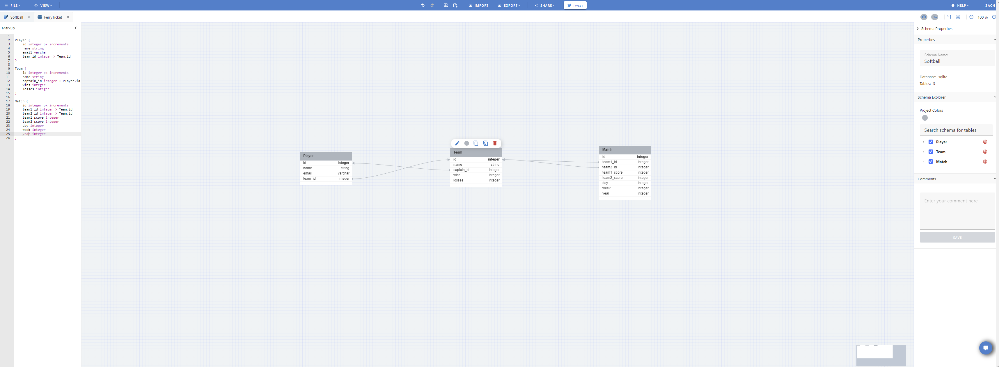 FILE VIEW IMPORT EXPORT SHARE TWEET HELP ZACH
Softball FerryTicket + 100 %
Markup
1
2 Player {
3 id integer pk increments
4 name string
5 email varchar
6 team_id integer > Team.id
7 }
8
9 Team {
10 id integer pk increments
11 name string
12 captain_id integer > Player.id
13 wins integer
14 losses integer
15 }
16
17 Match {
18 id integer pk increments
19 team1_id integer > Team.id
20 team2_id integer > Team.id
21 team1_score integer
22 team2_score integer
23 day integer
24 week integer
25 year integer
26 }
Player
id integer
name string
email varchar
team_id integer
Team
id integer
name string
captain_id integer
wins integer
losses integer
Match
id integer
team1_id integer
team2_id integer
team1_score integer
team2_score integer
day integer
week integer
year integer
Schema Properties
Properties
Schema Name:
Softball
Database: sqlite
Tables: 3
Schema Explorer
Project Colors
Search schema for tables
Player
Team
Match
Comments
Enter your comment here
SAVE